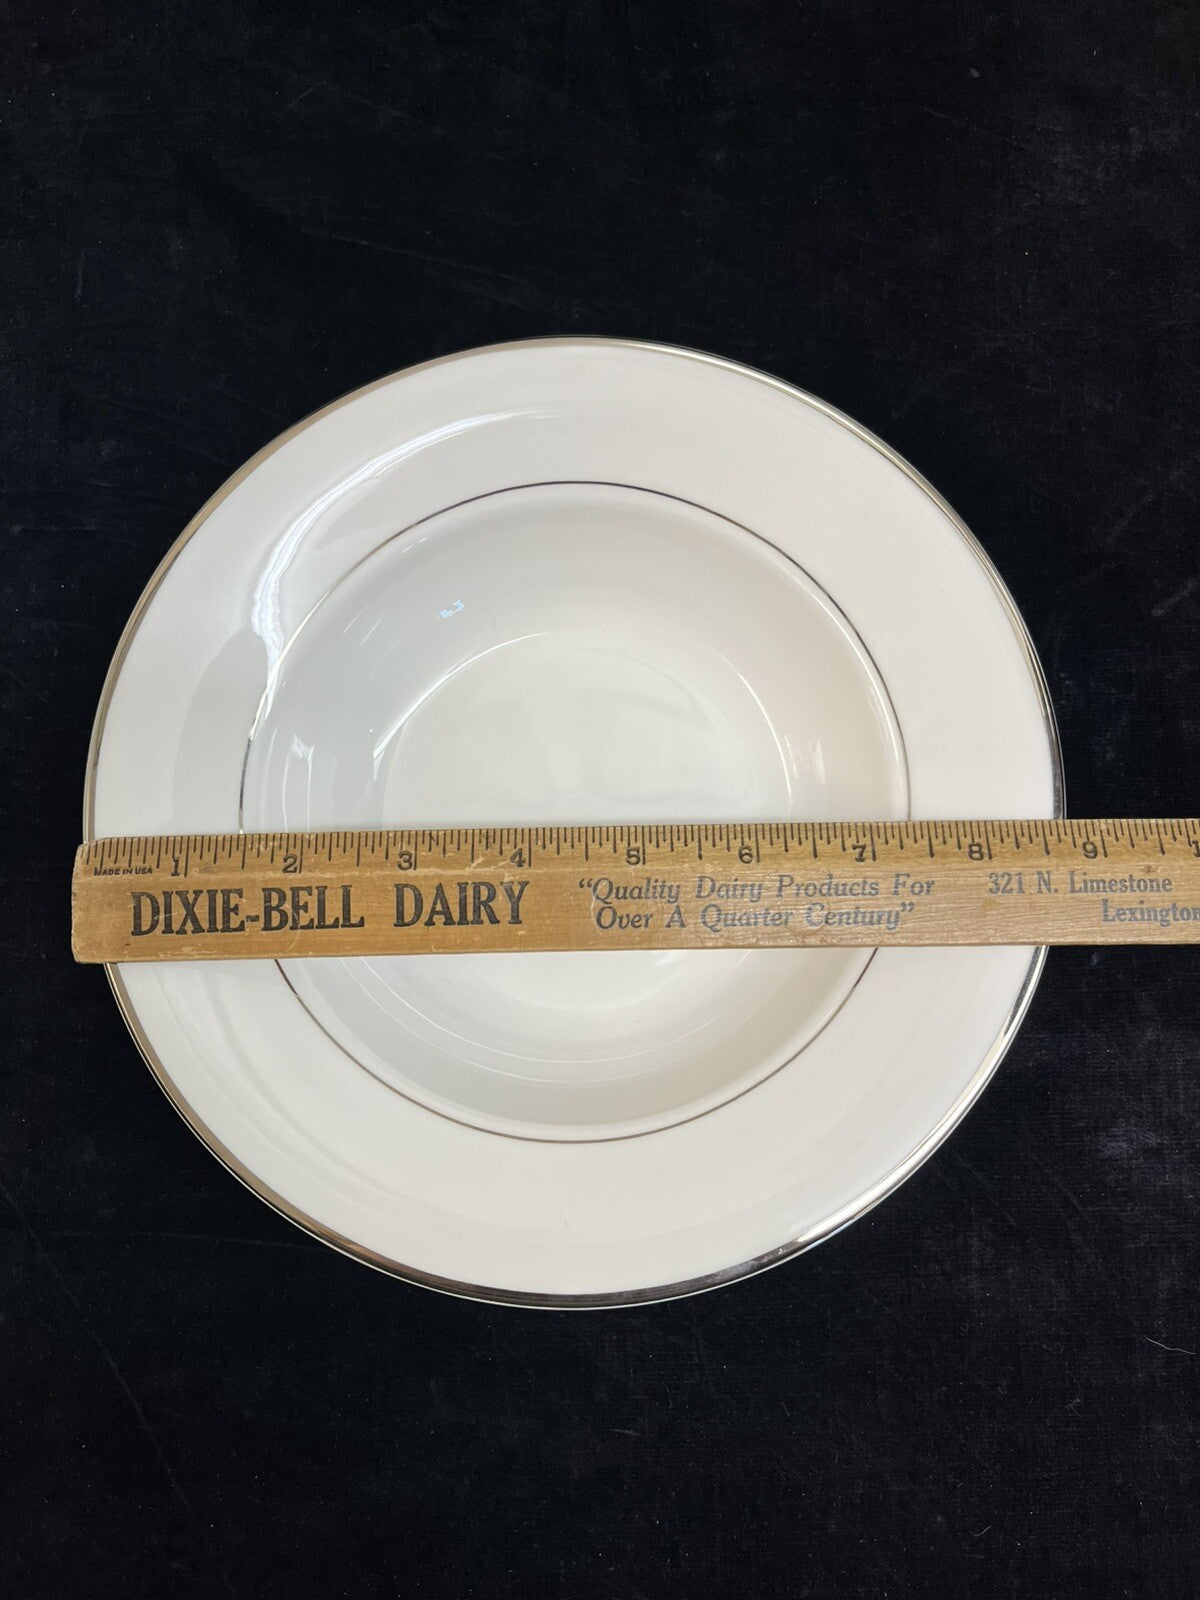 1 2 3 4 5 6 7 8 9 1
MADE IN USA
DIXIE-BELL DAIRY
"Quality Dairy Products For
Over A Quarter Century"
321 N. Limestone
Lexington